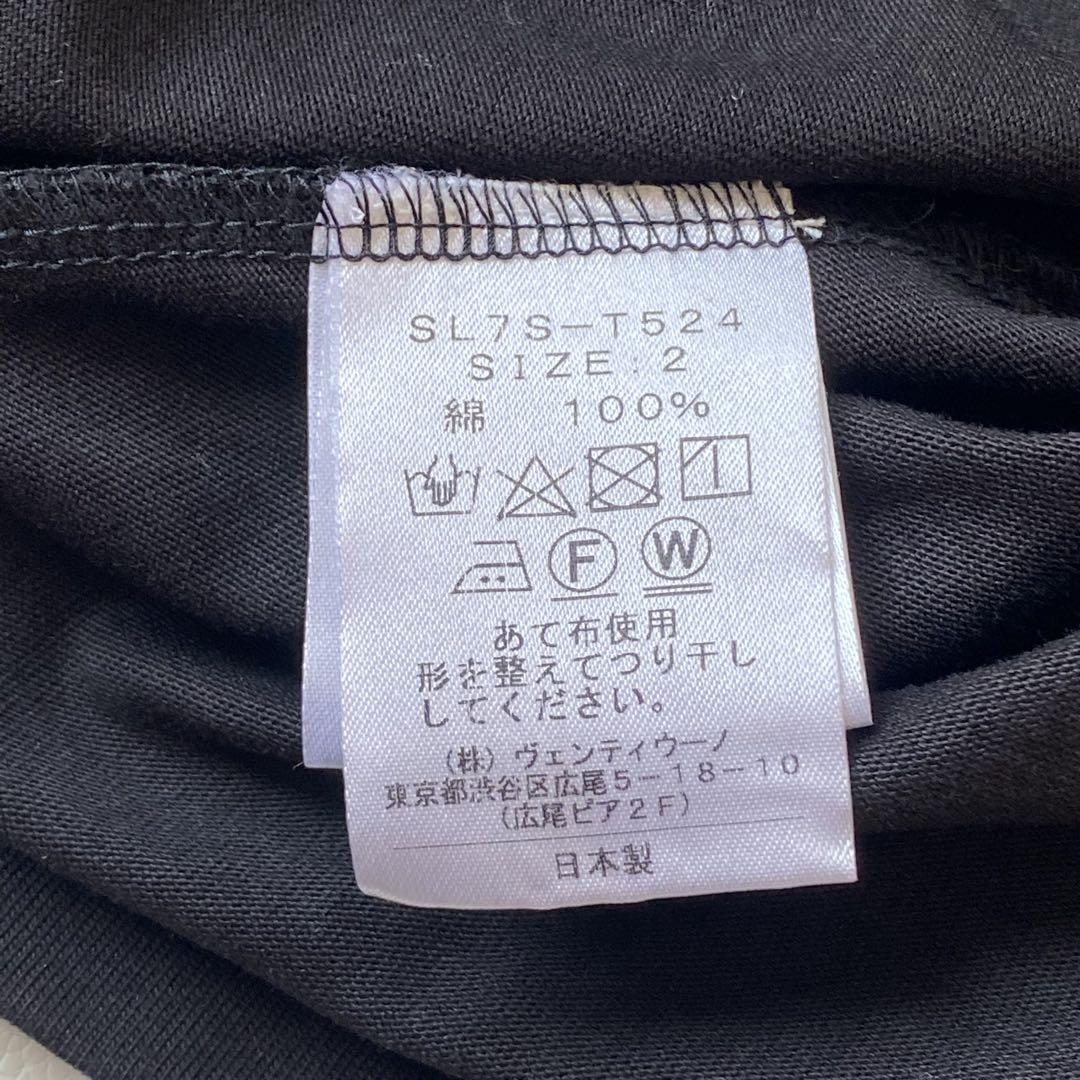 SL7S-T524
SIZE:2
綿 100%
F W
あて布使用
形を整えてつり干し
してください。
(株)ヴェンティウーノ
東京都渋谷区広尾5-18-10
(広尾ピア2F)
日本製